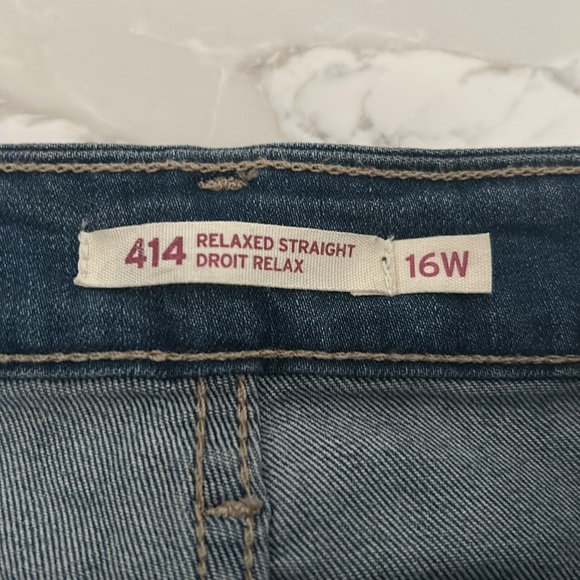 414 RELAXED STRAIGHT
DROIT RELAX
16W